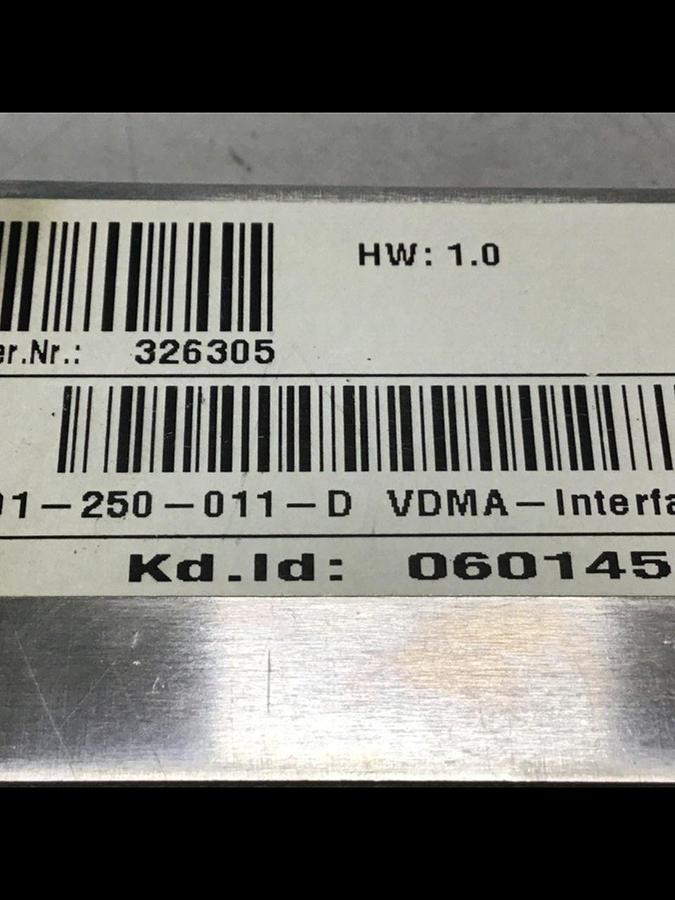 HW: 1.0
er.Nr.: 326305
01-250-011-D VDMA-Interfa
Kd.Id: 060145